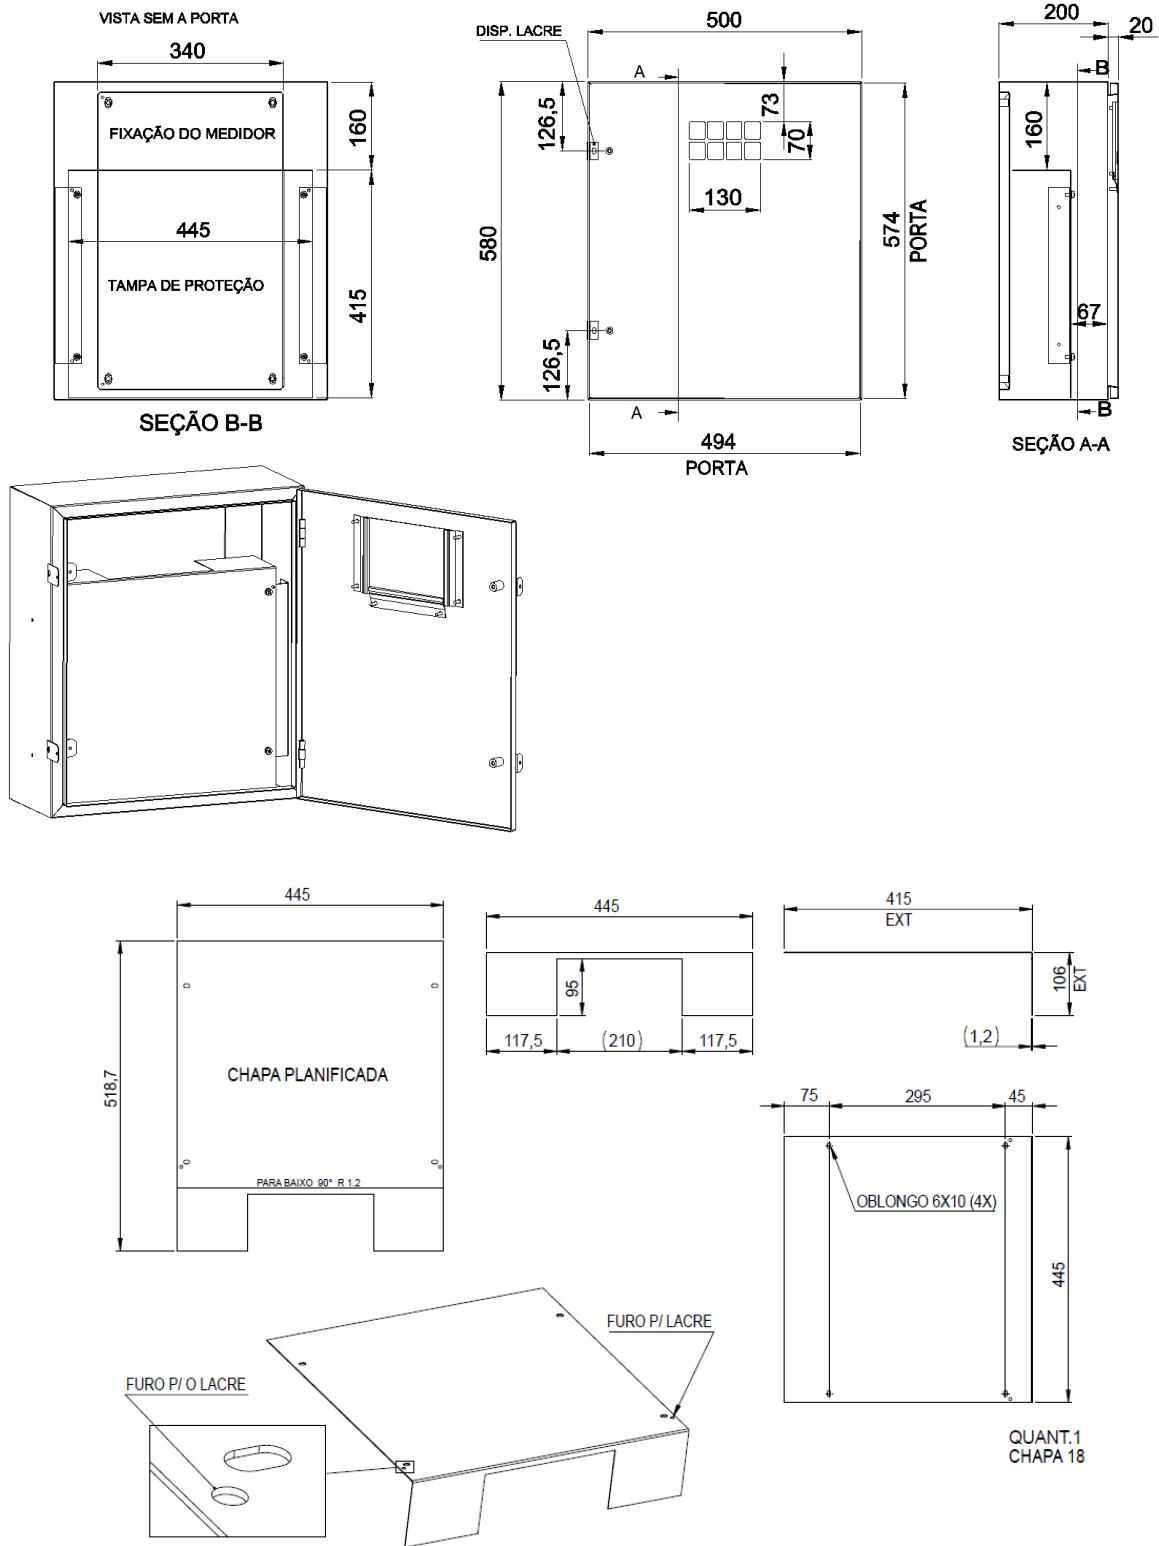 VISTA SEM A PORTA
340
FIXAÇÃO DO MEDIDOR
160
445
TAMPA DE PROTEÇÃO
415
SEÇÃO B-B
DISP. LACRE
500
A
126,5
73
70
130
580
574
PORTA
126,5
A
494
PORTA
200
20
B
160
67
B
SEÇÃO A-A
445
518,7
CHAPA PLANIFICADA
PARA BAIXO 90° R 1.2
445
95
117,5
(210)
117,5
415
EXT
106
EXT
(1,2)
75
295
45
OBLONGO 6X10 (4X)
445
FURO P/ LACRE
FURO P/ O LACRE
QUANT.1
CHAPA 18